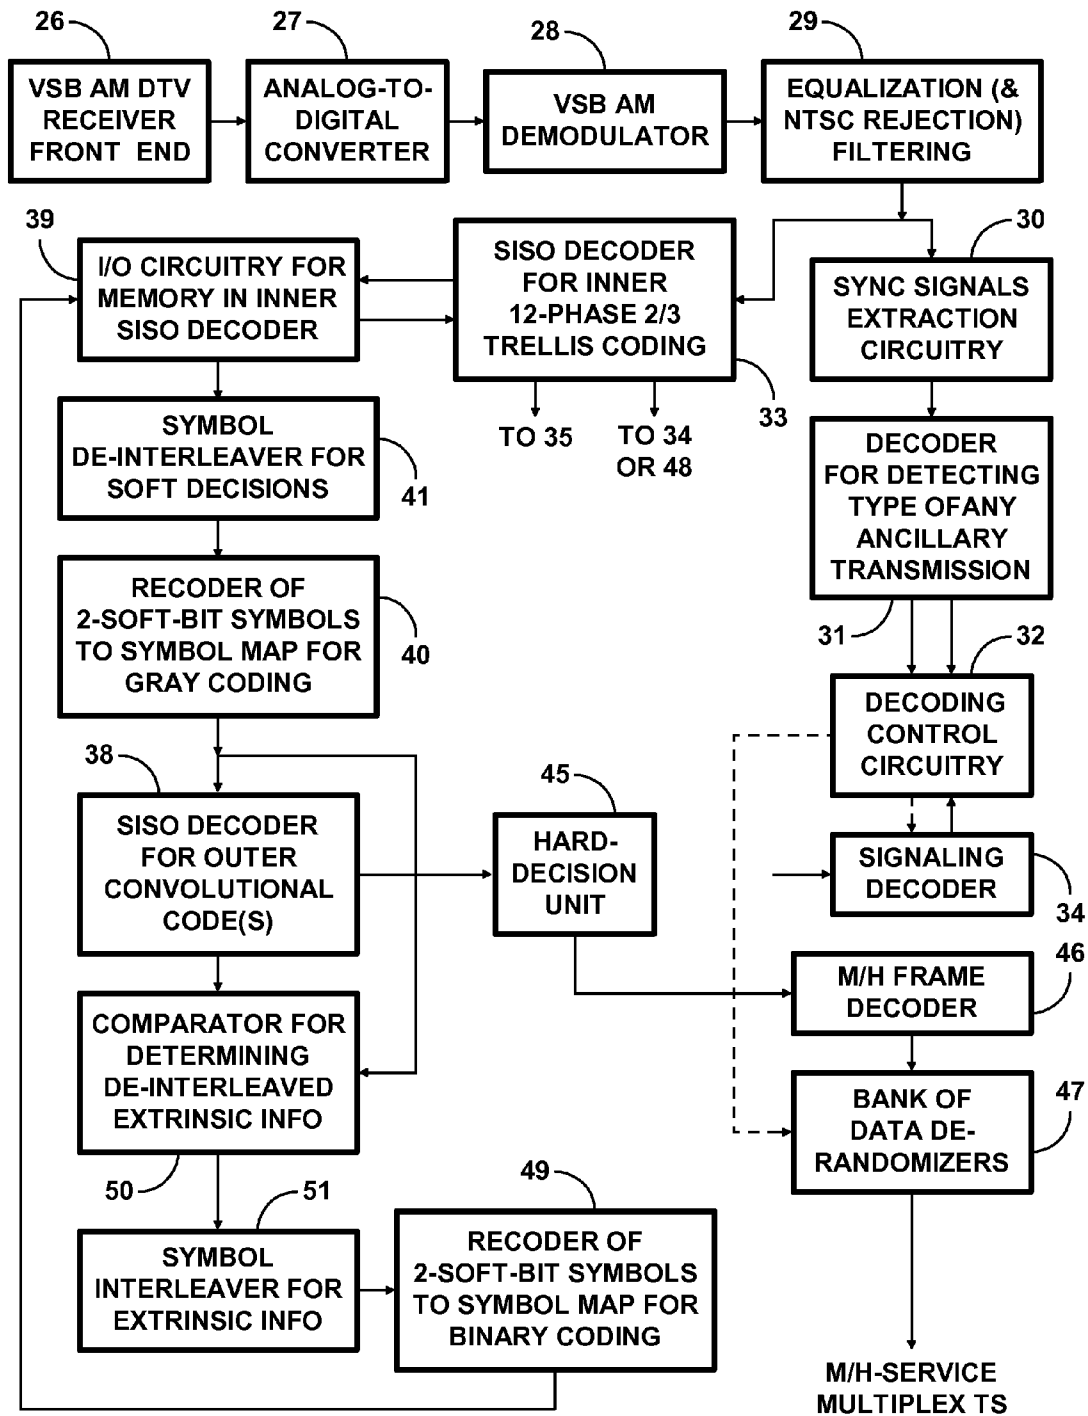 26
VSB AM DTV
RECEIVER
FRONT END
27
ANALOG-TO-
DIGITAL
CONVERTER
28
VSB AM
DEMODULATOR
29
EQUALIZATION (&
NTSC REJECTION)
FILTERING
39
I/O CIRCUITRY FOR
MEMORY IN INNER
SISO DECODER
SISO DECODER
FOR INNER
12-PHASE 2/3
TRELLIS CODING
33
TO 35
TO 34
OR 48
30
SYNC SIGNALS
EXTRACTION
CIRCUITRY
SYMBOL
DE-INTERLEAVER FOR
SOFT DECISIONS
41
DECODER
FOR DETECTING
TYPE OFANY
ANCILLARY
TRANSMISSION
31
RECODER OF
2-SOFT-BIT SYMBOLS
TO SYMBOL MAP FOR
GRAY CODING
40
32
DECODING
CONTROL
CIRCUITRY
38
SISO DECODER
FOR OUTER
CONVOLUTIONAL
CODE(S)
45
HARD-
DECISION
UNIT
SIGNALING
DECODER
34
M/H FRAME
DECODER
46
COMPARATOR FOR
DETERMINING
DE-INTERLEAVED
EXTRINSIC INFO
50
BANK OF
DATA DE-
RANDOMIZERS
47
51
SYMBOL
INTERLEAVER FOR
EXTRINSIC INFO
49
RECODER OF
2-SOFT-BIT SYMBOLS
TO SYMBOL MAP FOR
BINARY CODING
M/H-SERVICE
MULTIPLEX TS